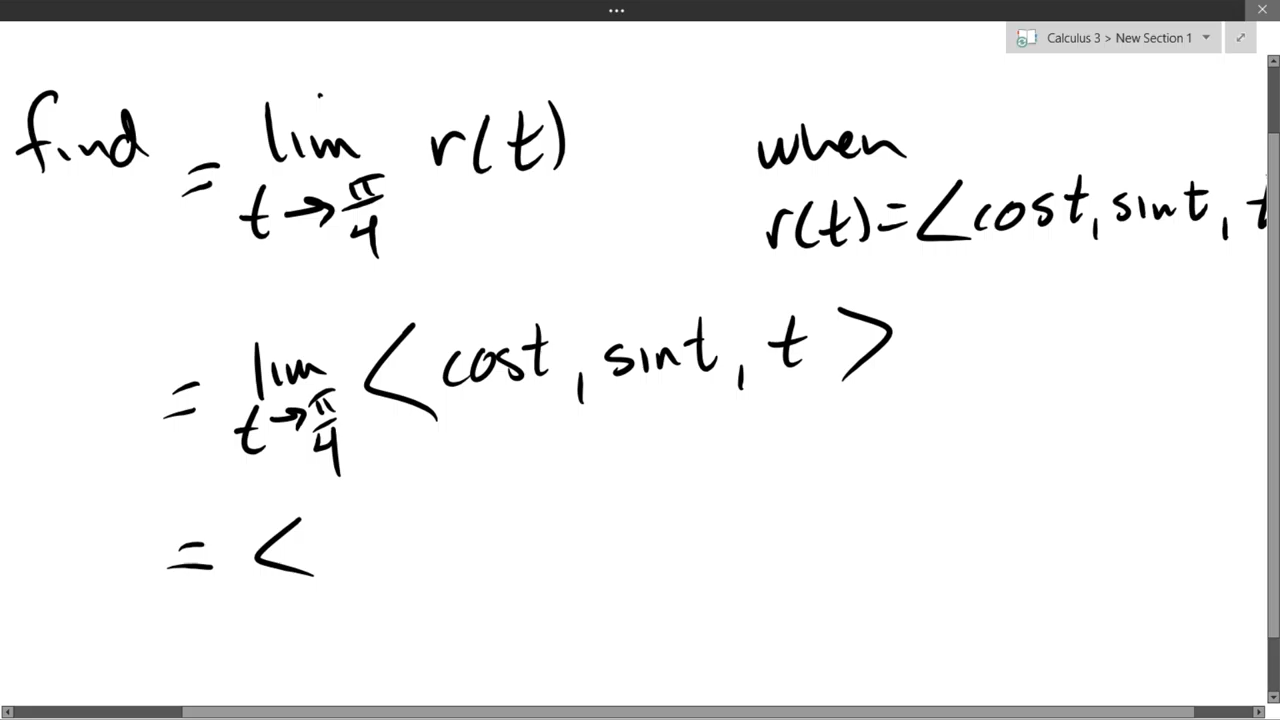 ...
Calculus 3 > New Section 1
find = lim t→π/4 r(t) when
r(t)=<cost, sint, t
= lim t→π/4 <cost, sint, t>
= <